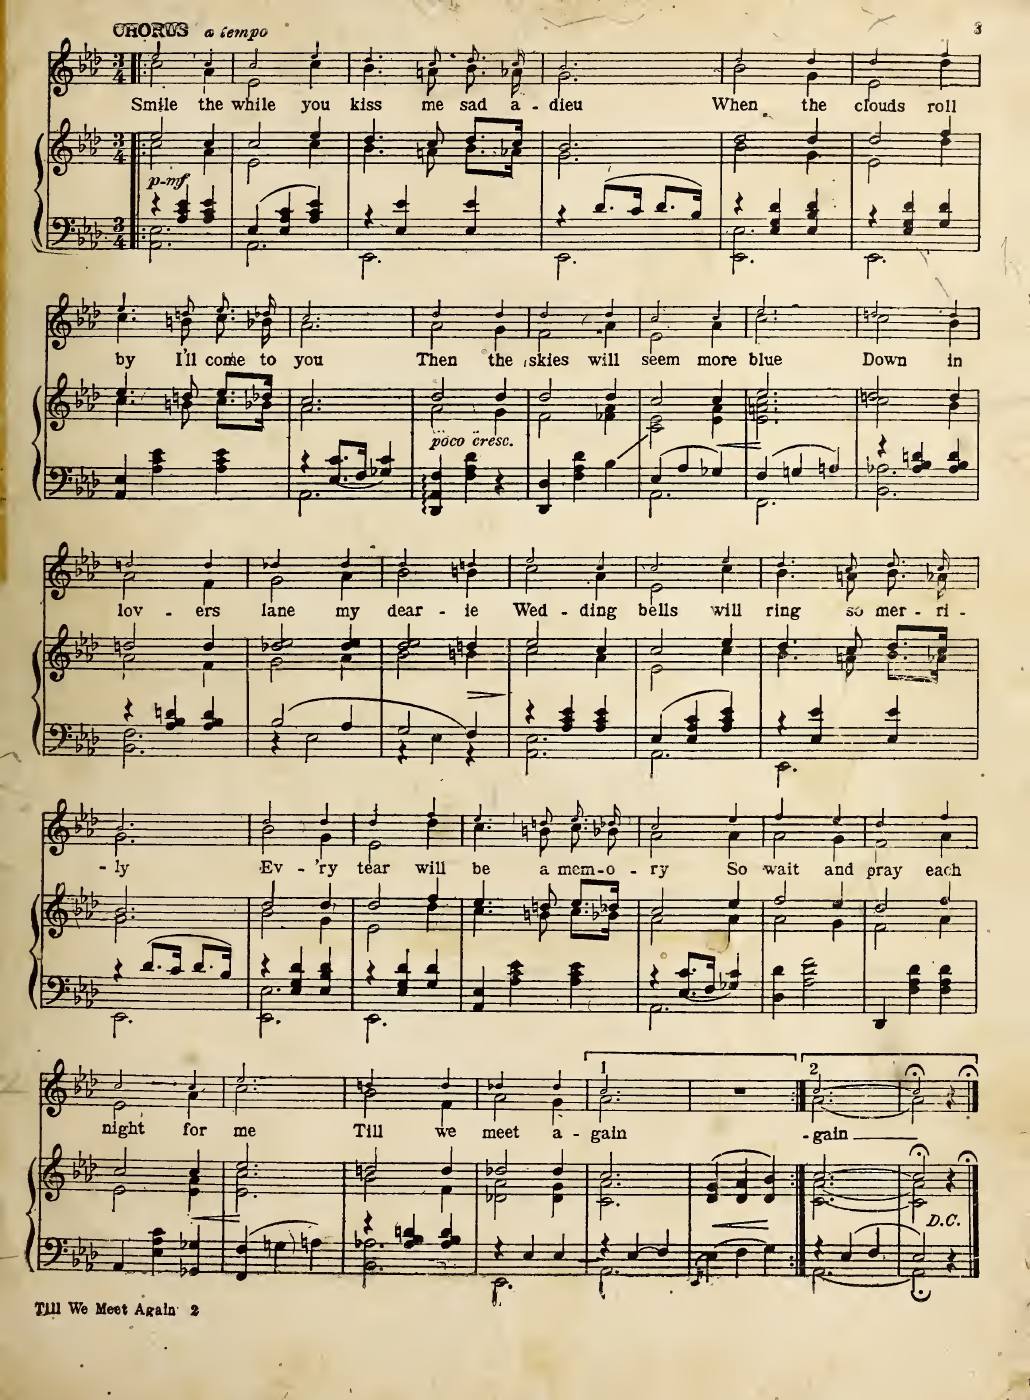 CHORUS a tempo
3
Smile the while you kiss me sad a - dieu When the clouds roll
p-mf
by I'll come to you Then the skies will seem more blue Down in
poco cresc.
lov - ers lane my dear - ie Wed - ding bells will ring so mer - ri -
- ly Ev - 'ry tear will be a mem - o - ry So wait and pray each
1 2
night for me Till we meet a - gain - gain
D.C.
Till We Meet Again 2